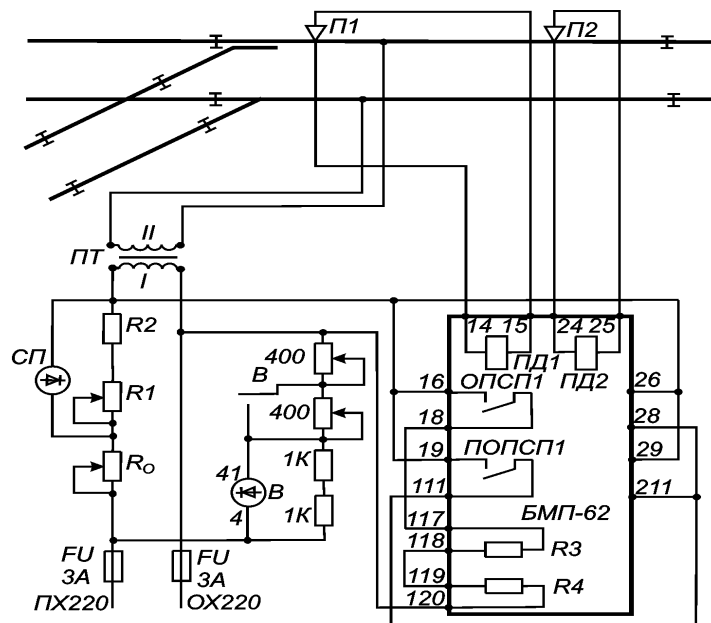 П1
П2
II
ПТ
I
R2
СП
R1
RО
400
В
400
1К
41
В
4
1К
FU
3А
FU
3А
ПХ220
ОХ220
14 15 24 25
ПД1
ПД2
16
ОПСП1
26
18
28
19
ПОПСП1
29
111
211
БМП-62
117
118
R3
119
R4
120